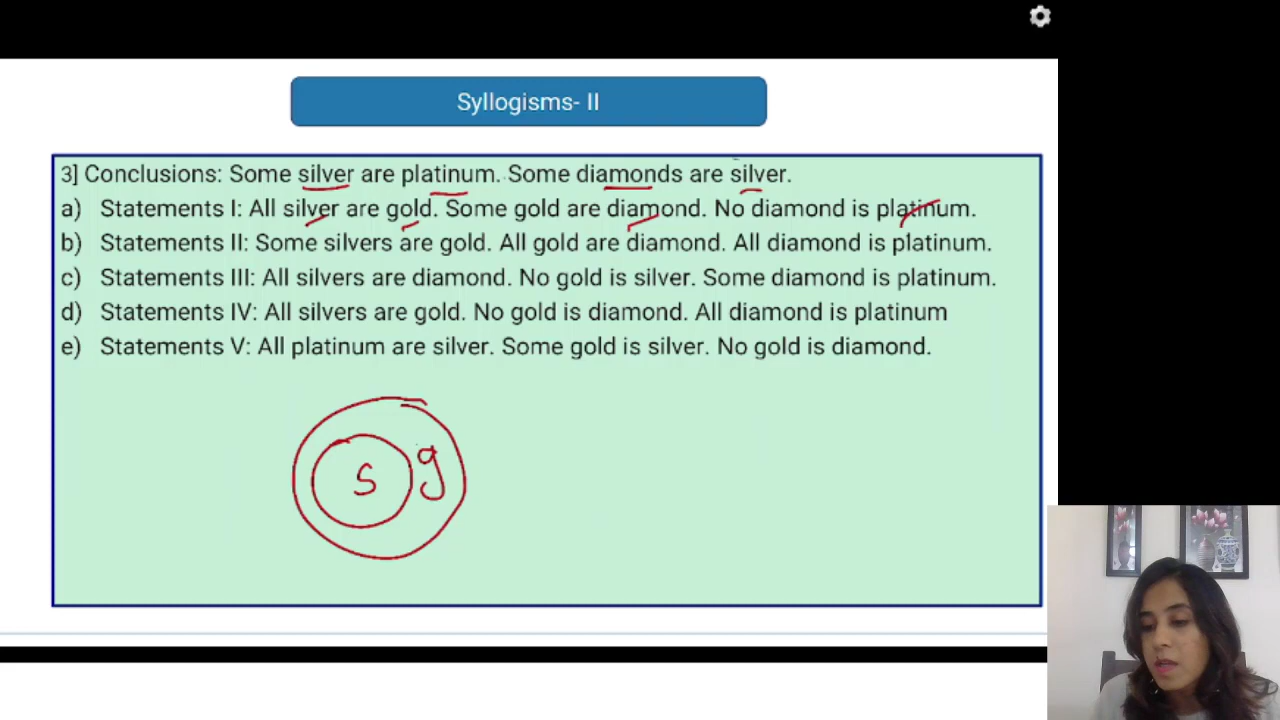 Syllogisms- II
3] Conclusions: Some silver are platinum. Some diamonds are silver.
a) Statements I: All silver are gold. Some gold are diamond. No diamond is platinum.
b) Statements II: Some silvers are gold. All gold are diamond. All diamond is platinum.
c) Statements III: All silvers are diamond. No gold is silver. Some diamond is platinum.
d) Statements IV: All silvers are gold. No gold is diamond. All diamond is platinum
e) Statements V: All platinum are silver. Some gold is silver. No gold is diamond.
s g